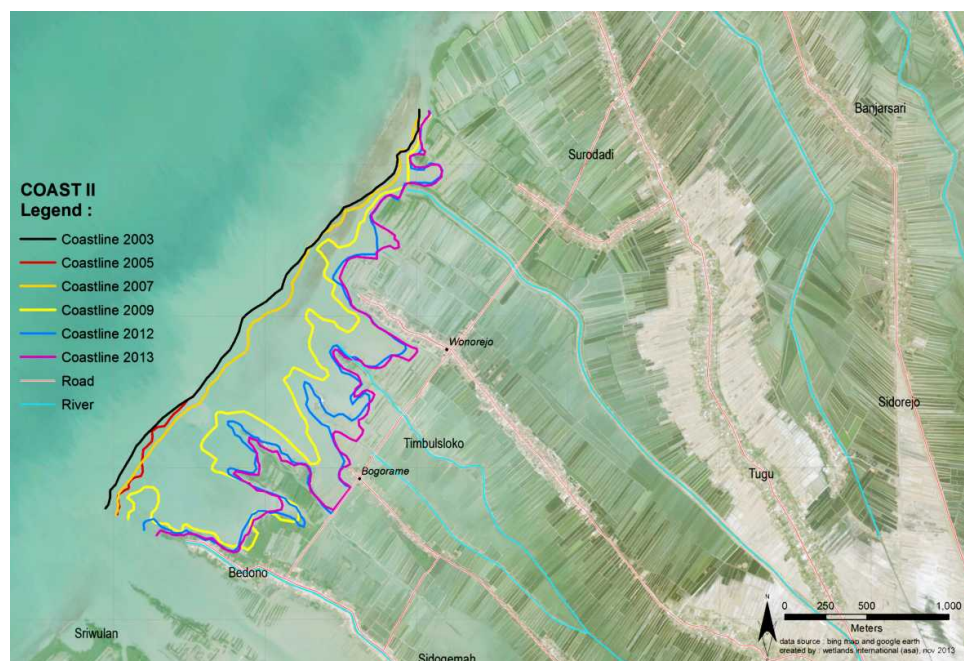 COAST II
Legend :
Coastline 2003
Coastline 2005
Coastline 2007
Coastline 2009
Coastline 2012
Coastline 2013
Road
River
Banjarsari
Surodadi
Wonorejo
Sidorejo
Timbulsloko
Bogorame
Tugu
Bedono
Sriwulan
Sidogemah
N
0 250 500 1,000
Meters
data source : bing map and google earth
created by : wetlands international (asa), nov 2013